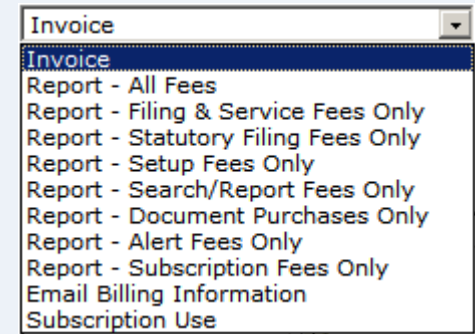 Invoice
Invoice
Report - All Fees
Report - Filing & Service Fees Only
Report - Statutory Filing Fees Only
Report - Setup Fees Only
Report - Search/Report Fees Only
Report - Document Purchases Only
Report - Alert Fees Only
Report - Subscription Fees Only
Email Billing Information
Subscription Use